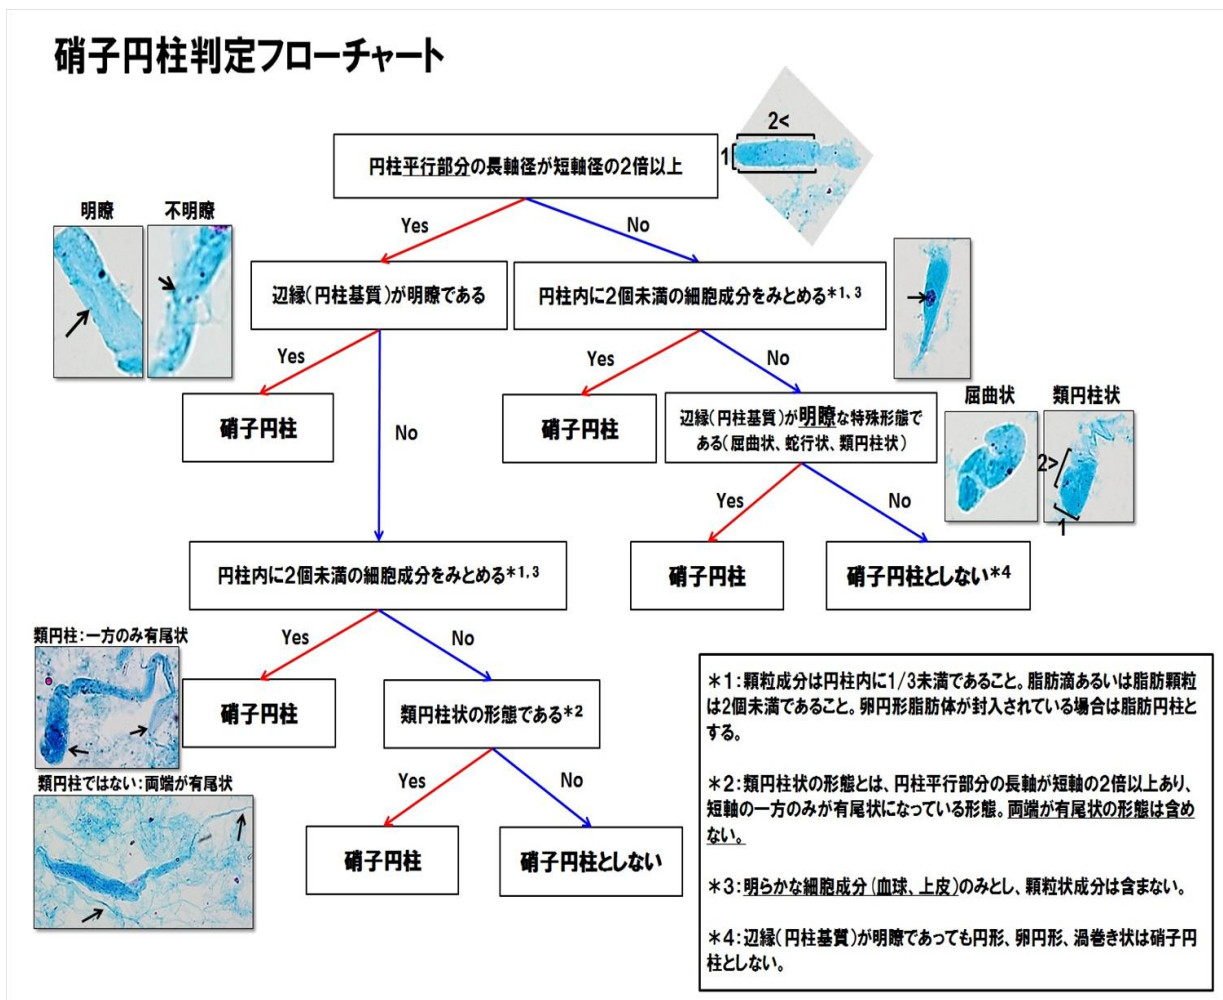 硝子円柱判定フローチャート
2<
1
円柱平行部分の長軸径が短軸径の2倍以上
明瞭
不明瞭
Yes
No
辺縁(円柱基質)が明瞭である
円柱内に2個未満の細胞成分をみとめる*1、3
Yes
No
Yes
No
硝子円柱
硝子円柱
辺縁(円柱基質)が明瞭な特殊形態で
ある(屈曲状、蛇行状、類円柱状)
屈曲状
類円柱状
2>
1
Yes
No
円柱内に2個未満の細胞成分をみとめる*1,3
硝子円柱
硝子円柱としない*4
類円柱:一方のみ有尾状
Yes
No
硝子円柱
類円柱状の形態である*2
類円柱ではない:両端が有尾状
Yes
No
硝子円柱
硝子円柱としない
*1:顆粒成分は円柱内に1/3未満であること。脂肪滴あるいは脂肪顆粒
は2個未満であること。卵円形脂肪体が封入されている場合は脂肪円柱と
する。
*2:類円柱状の形態とは、円柱平行部分の長軸が短軸の2倍以上あり、
短軸の一方のみが有尾状になっている形態。両端が有尾状の形態は含め
ない。
*3:明らかな細胞成分(血球、上皮)のみとし、顆粒状成分は含まない。
*4:辺縁(円柱基質)が明瞭であっても円形、卵円形、渦巻き状は硝子円
柱としない。